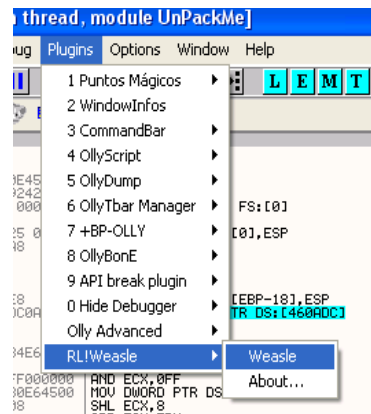 thread, module UnPackMe]
Plugins Options Window Help
L E M T
1 Puntos Mágicos
2 WindowInfos
3 CommandBar
4 OllyScript
5 OllyDump
6 OllyTbar Manager
FS:[0]
7 +BP-OLLY
[0],ESP
8 OllyBonE
9 API break plugin
[EBP-18],ESP
0 Hide Debugger
TR DS:[460ADC]
Olly Advanced
RL!Weasle
Weasle
About...
AND ECX,0FF
MOV DWORD PTR DS
SHL ECX,8